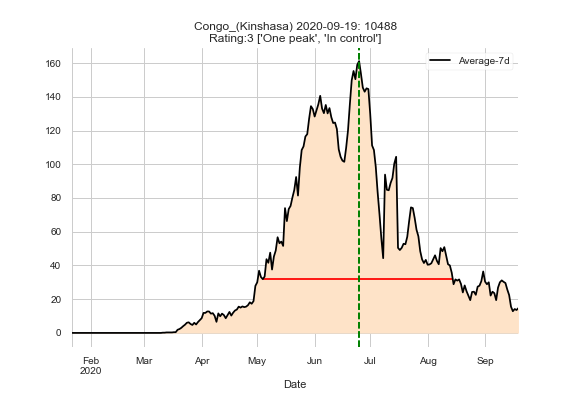 Congo_(Kinshasa) 2020-09-19: 10488
Rating:3 ['One peak', 'In control']
Average-7d
160
140
120
100
80
60
40
20
0
Feb Mar Apr May Jun Jul Aug Sep
2020
Date